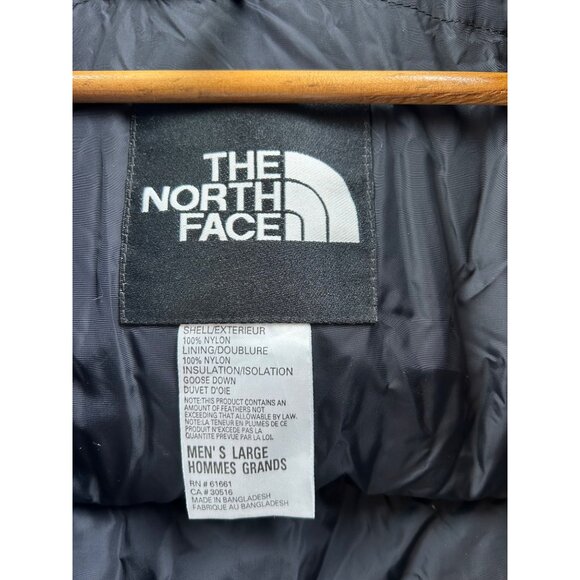 THE
NORTH
FACE
SHELL/EXTERIEUR
100% NYLON
LINING/DOUBLURE
100% NYLON
INSULATION/ISOLATION
GOOSE DOWN
DUVET D'OIE
NOTE:THIS PRODUCT CONTAINS AN
AMOUNT OF FEATHERS NOT
EXCEEDING THAT ALLOWABLE BY LAW.
NOTE:LA TENEUR EN PLUMES DE CE
PRODUIT N'EXCEDE PAS LA
QUANTITE PREVUE PAR LA LOI.
MEN'S LARGE
HOMMES GRANDS
RN # 61661
CA # 30516
MADE IN BANGLADESH
FABRIQUE AU BANGLADESH